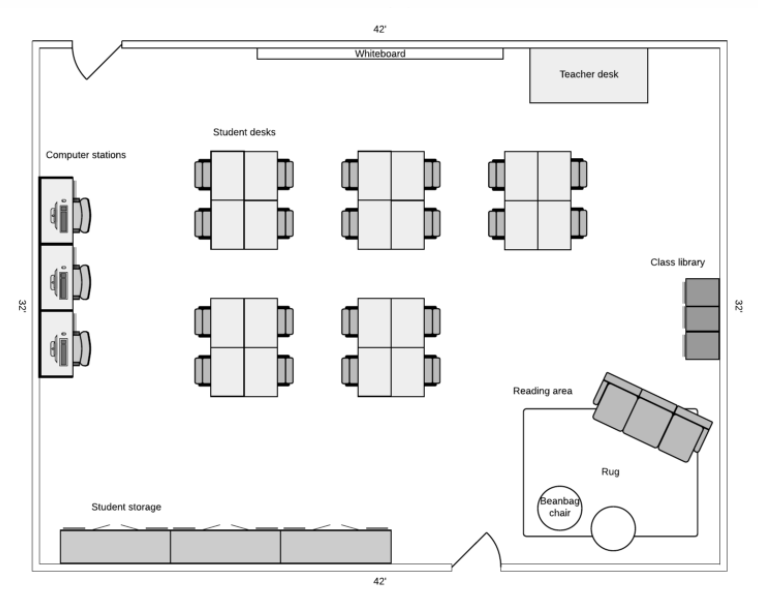 42'
Whiteboard
Teacher desk
Student desks
Computer stations
Class library
32'
32'
Reading area
Rug
Beanbag
chair
Student storage
42'